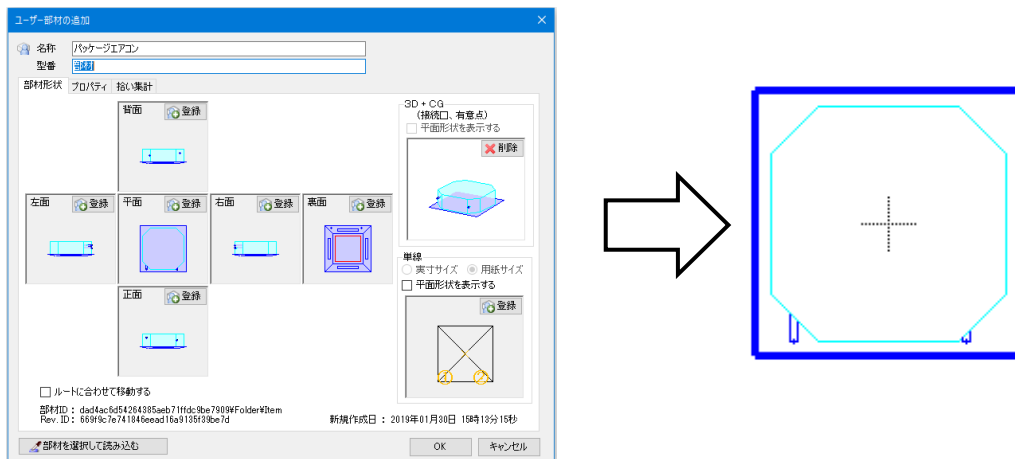 ユーザー部材の追加
名称 パッケージエアコン
型番 部材
部材形状 プロパティ 拾い集計
背面 登録
左面 登録
平面 登録
右面 登録
裏面 登録
正面 登録
3D + CG
(接続口、有意点)
平面形状を表示する
削除
単線
実寸サイズ 用紙サイズ
平面形状を表示する
登録
① ②
ルートに合わせて移動する
部材ID : dad4ac6d54264385aeb71ffdc9be7909¥Folder¥Item
Rev. ID : 669f9c7e741846eead16a9135f39be7d
新規作成日 : 2019年01月30日 15時13分15秒
部材を選択して読み込む
OK キャンセル